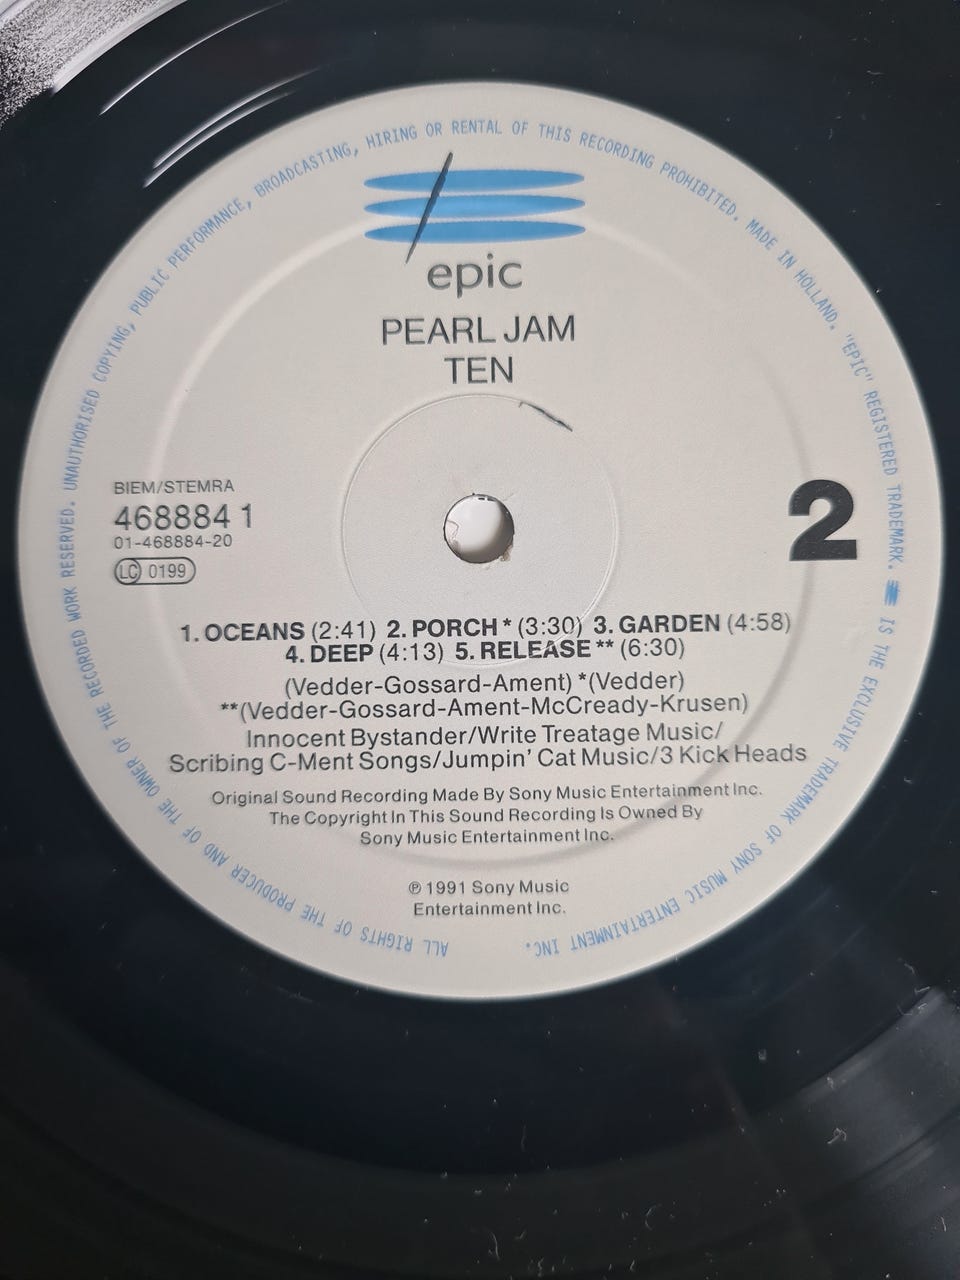 epic
PEARL JAM
TEN
BIEM/STEMRA
468884 1
01-468884-20
LC 0199
2
1. OCEANS (2:41) 2. PORCH * (3:30) 3. GARDEN (4:58)
4. DEEP (4:13) 5. RELEASE ** (6:30)
(Vedder-Gossard-Ament) *(Vedder)
**(Vedder-Gossard-Ament-McCready-Krusen)
Innocent Bystander/Write Treatage Music/
Scribing C-Ment Songs/Jumpin' Cat Music/3 Kick Heads
Original Sound Recording Made By Sony Music Entertainment Inc.
The Copyright In This Sound Recording Is Owned By
Sony Music Entertainment Inc.
℗ 1991 Sony Music
Entertainment Inc.
ALL RIGHTS OF THE PRODUCER AND OF THE OWNER OF THE RECORDED WORK RESERVED. UNAUTHORISED COPYING, PUBLIC PERFORMANCE, BROADCASTING, HIRING OR RENTAL OF THIS RECORDING PROHIBITED. MADE IN HOLLAND. "EPIC" REGISTERED TRADEMARK. IS THE EXCLUSIVE TRADEMARK OF SONY MUSIC ENTERTAINMENT INC.